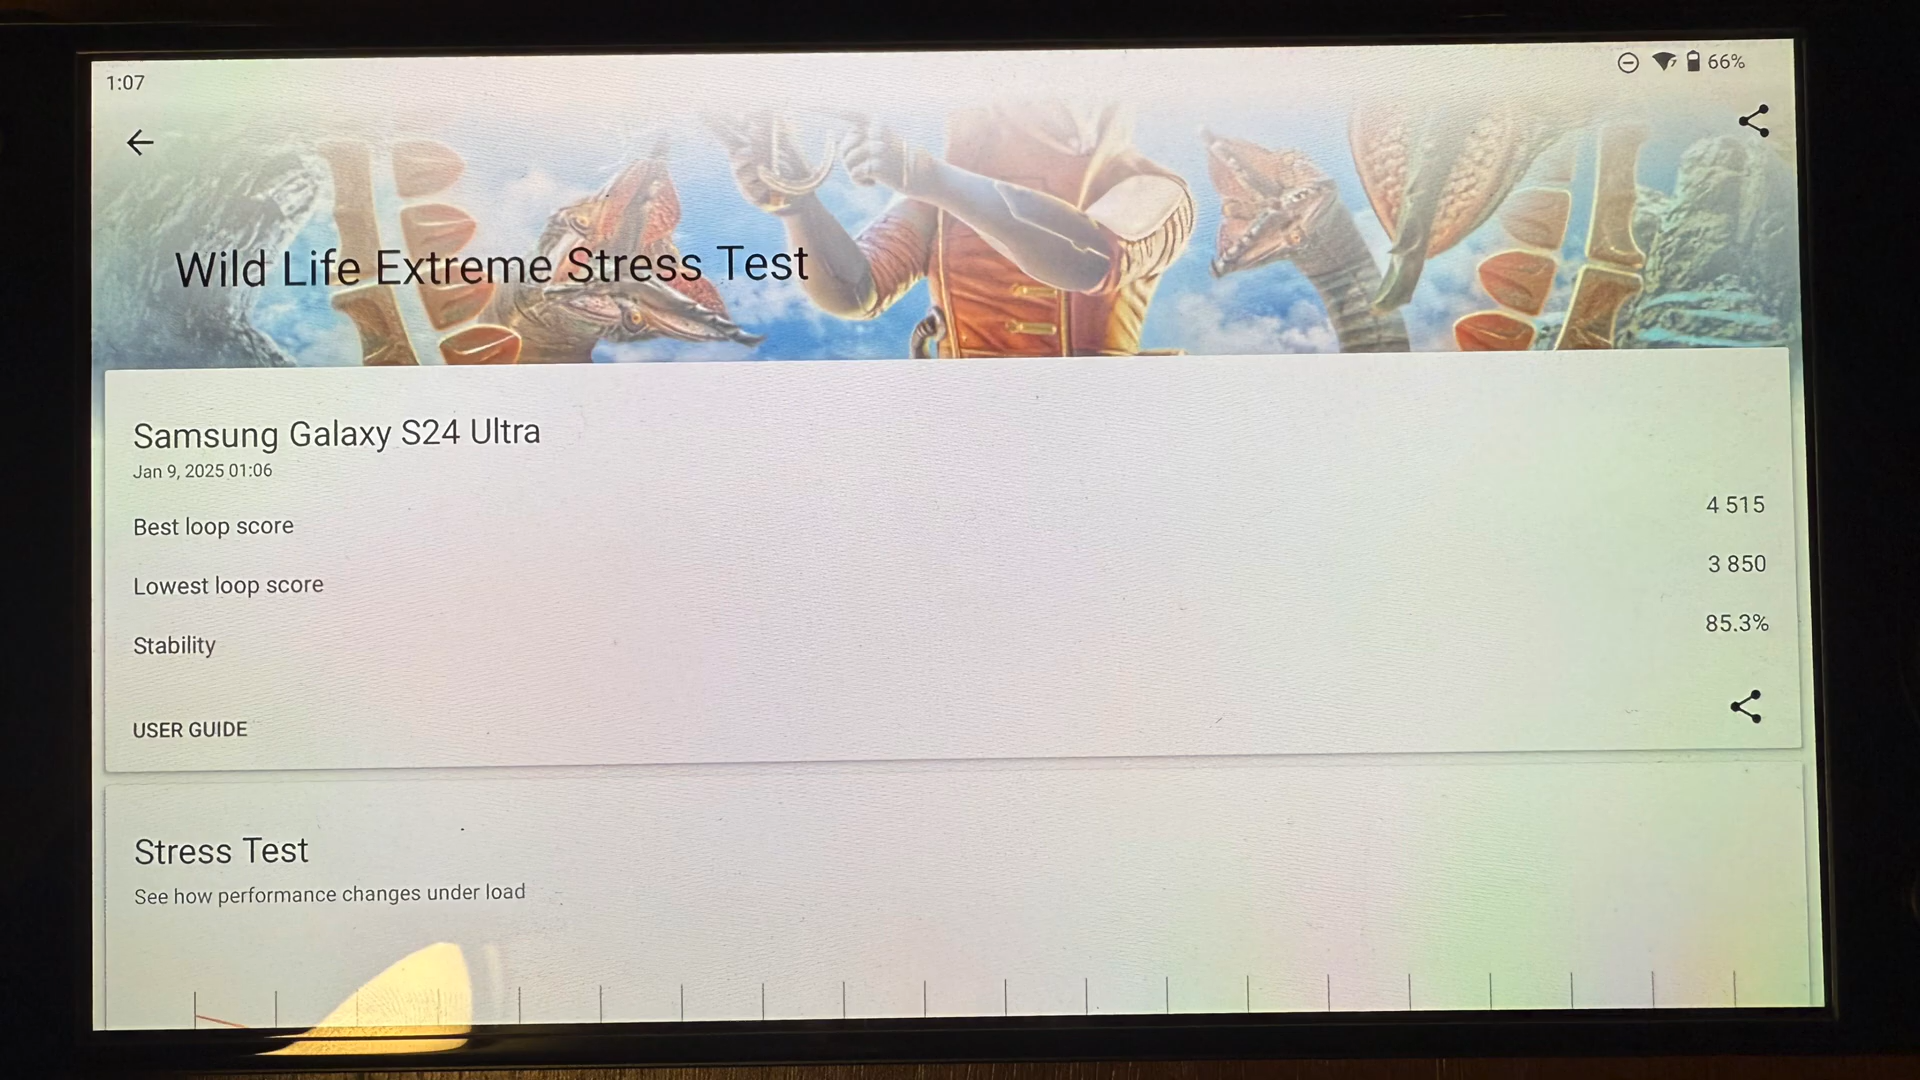 1:07
66%
Wild Life Extreme Stress Test
Samsung Galaxy S24 Ultra
Jan 9, 2025 01:06
Best loop score 4 515
Lowest loop score 3 850
Stability 85.3%
USER GUIDE
Stress Test
See how performance changes under load